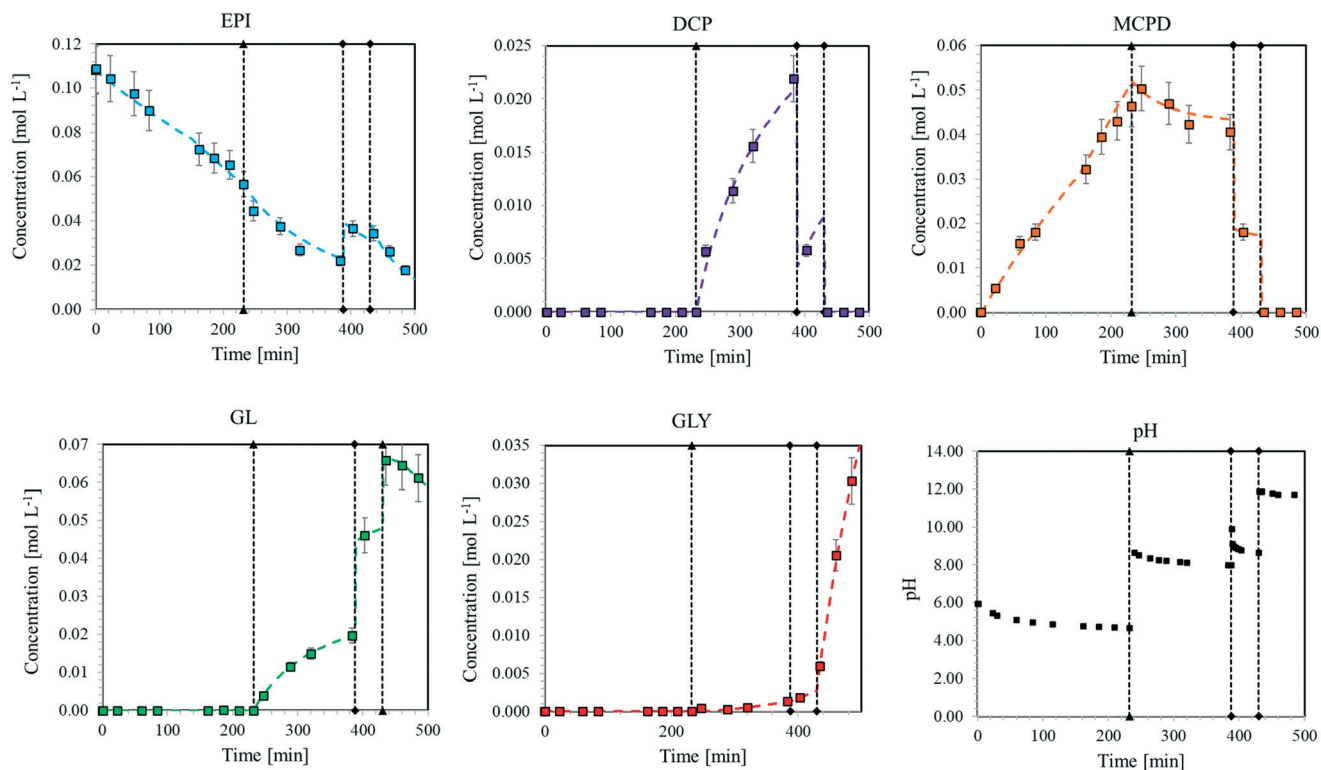 EPI
Concentration [mol L⁻¹]
0.12
0.10
0.08
0.06
0.04
0.02
0.00
0 100 200 300 400 500
Time [min]
DCP
Concentration [mol L⁻¹]
0.025
0.020
0.015
0.010
0.005
0.000
0 100 200 300 400 500
Time [min]
MCPD
Concentration [mol L⁻¹]
0.06
0.05
0.04
0.03
0.02
0.01
0.00
0 100 200 300 400 500
Time [min]
GL
Concentration [mol L⁻¹]
0.07
0.06
0.05
0.04
0.03
0.02
0.01
0.00
0 100 200 300 400 500
Time [min]
GLY
Concentration [mol L⁻¹]
0.035
0.030
0.025
0.020
0.015
0.010
0.005
0.000
0 200 400
Time [min]
pH
pH
14.00
12.00
10.00
8.00
6.00
4.00
2.00
0.00
0 100 200 300 400 500
Time [min]